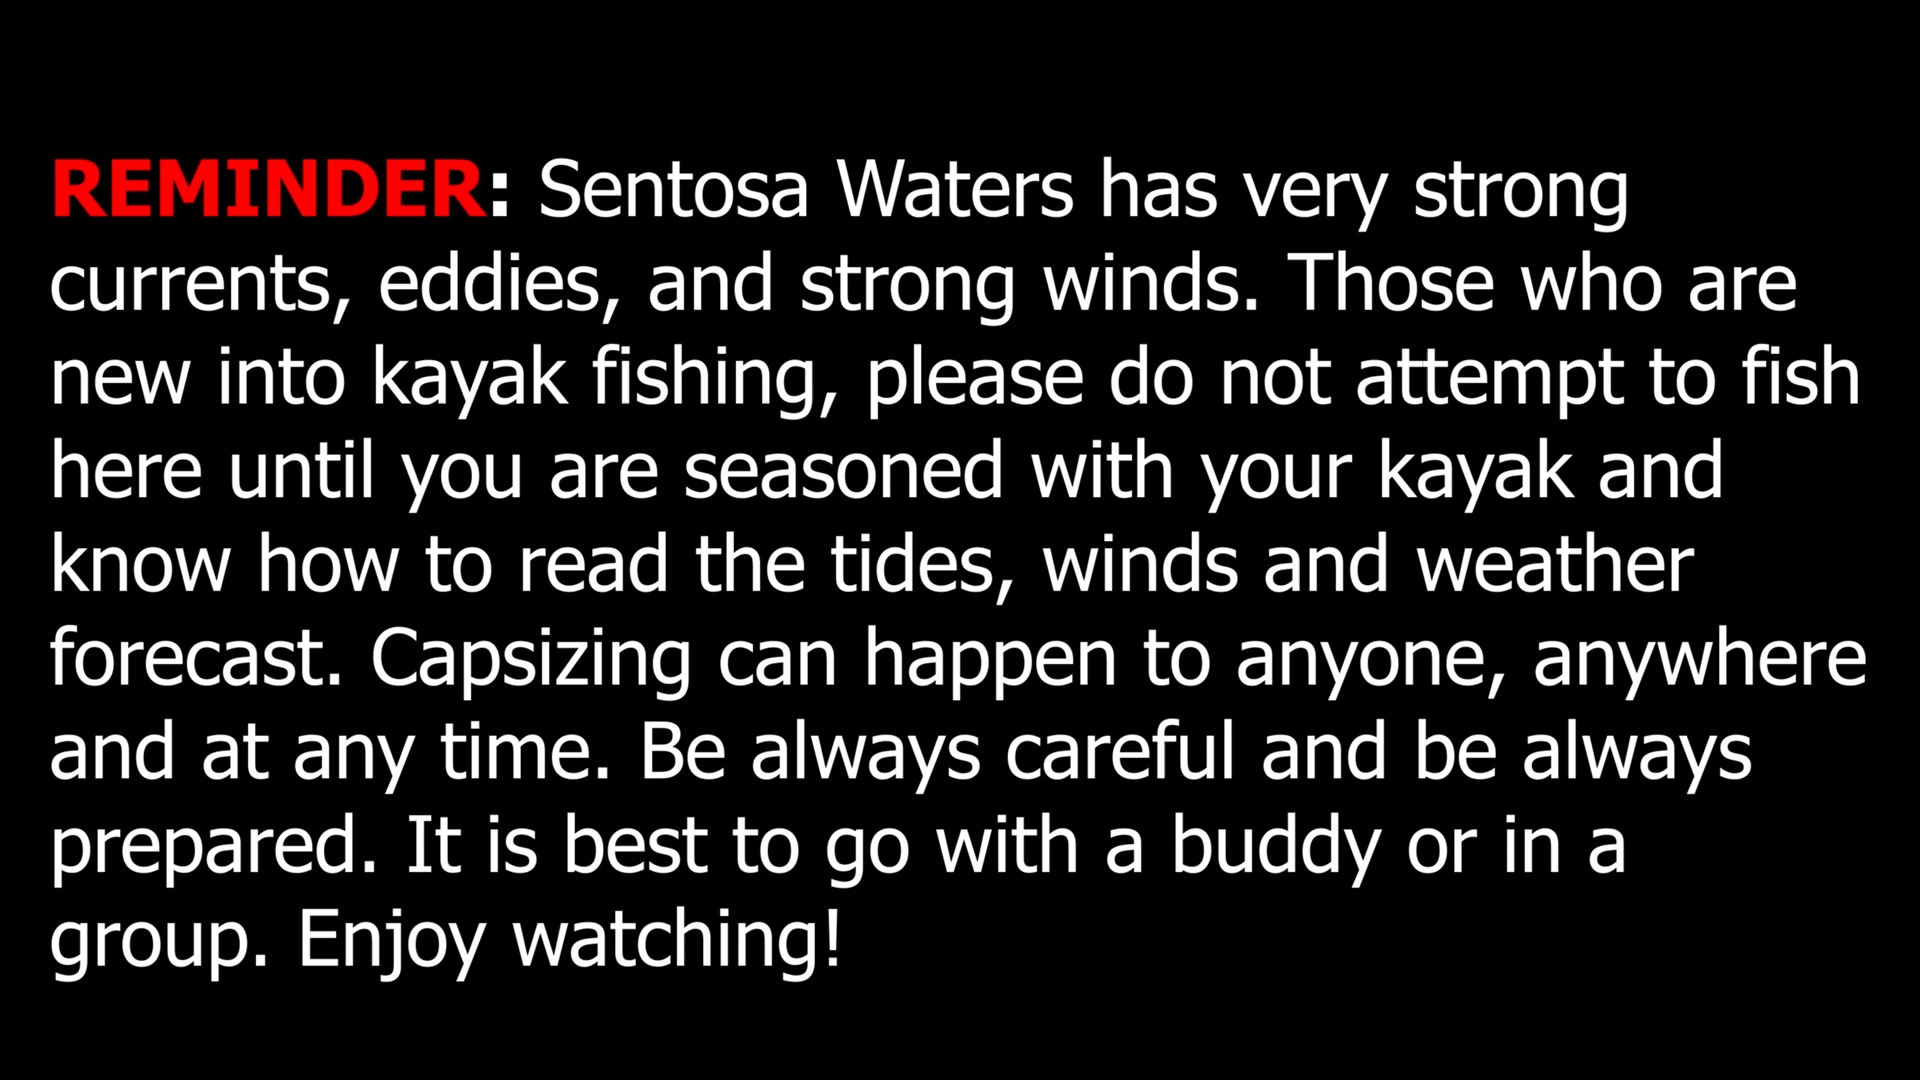 REMINDER: Sentosa Waters has very strong
currents, eddies, and strong winds. Those who are
new into kayak fishing, please do not attempt to fish
here until you are seasoned with your kayak and
know how to read the tides, winds and weather
forecast. Capsizing can happen to anyone, anywhere
and at any time. Be always careful and be always
prepared. It is best to go with a buddy or in a
group. Enjoy watching!